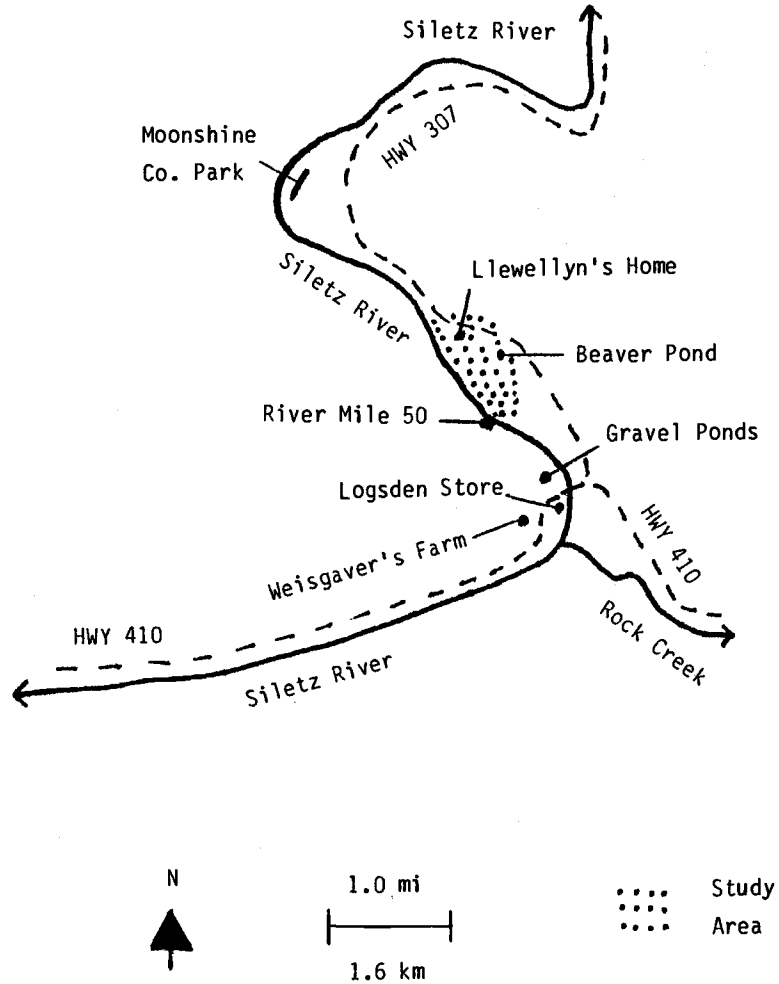 Siletz River
Moonshine
Co. Park
HWY 307
Llewellyn's Home
Siletz River
Beaver Pond
River Mile 50
Gravel Ponds
Logsden Store
HWY 410
Weisgaver's Farm
Rock Creek
HWY 410
Siletz River
N
1.0 mi
1.6 km
Study
Area